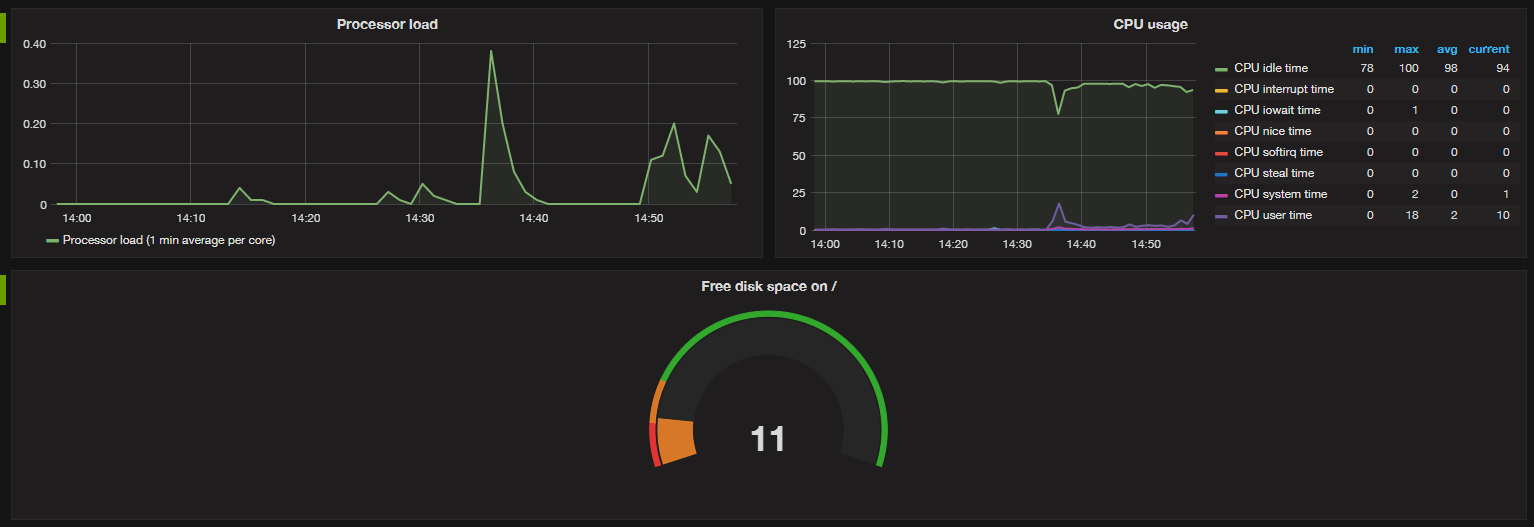 Processor load
0.40
0.30
0.20
0.10
0
14:00 14:10 14:20 14:30 14:40 14:50
Processor load (1 min average per core)
CPU usage
125
100
75
50
25
0
14:00 14:10 14:20 14:30 14:40 14:50
min max avg current
CPU idle time 78 100 98 94
CPU interrupt time 0 0 0 0
CPU iowait time 0 1 0 0
CPU nice time 0 0 0 0
CPU softirq time 0 0 0 0
CPU steal time 0 0 0 0
CPU system time 0 2 0 1
CPU user time 0 18 2 10
Free disk space on /
11